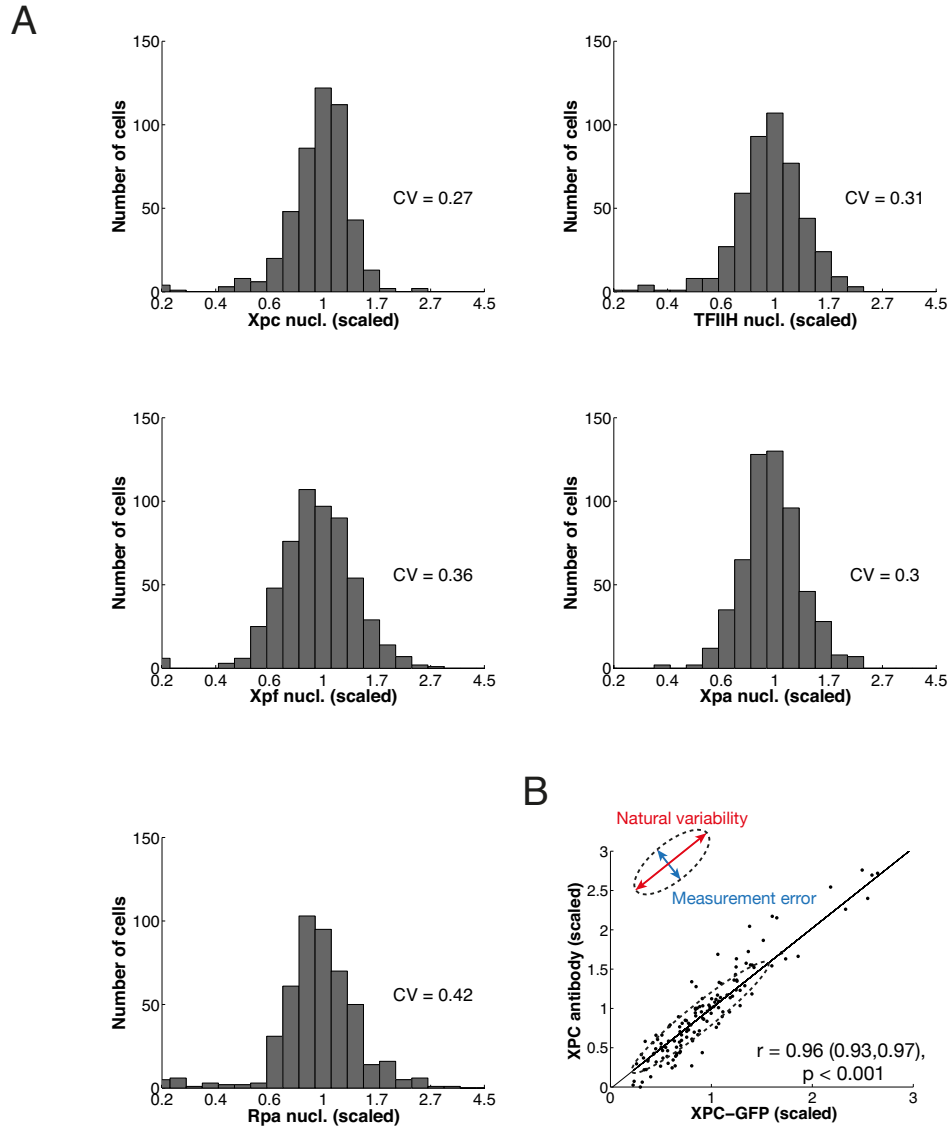 A
150
100
50
0
Number of cells
CV = 0.27
0.2 0.4 0.6 1 1.7 2.7 4.5
Xpc nucl. (scaled)
150
100
50
0
Number of cells
CV = 0.31
0.2 0.4 0.6 1 1.7 2.7 4.5
TFIIH nucl. (scaled)
150
100
50
0
Number of cells
CV = 0.36
0.2 0.4 0.6 1 1.7 2.7 4.5
Xpf nucl. (scaled)
150
100
50
0
Number of cells
CV = 0.3
0.2 0.4 0.6 1 1.7 2.7 4.5
Xpa nucl. (scaled)
150
100
50
0
Number of cells
CV = 0.42
0.2 0.4 0.6 1 1.7 2.7 4.5
Rpa nucl. (scaled)
B
Natural variability
Measurement error
3
2.5
2
1.5
1
0.5
0
XPC antibody (scaled)
r = 0.96 (0.93,0.97),
p < 0.001
0 1 2 3
XPC−GFP (scaled)